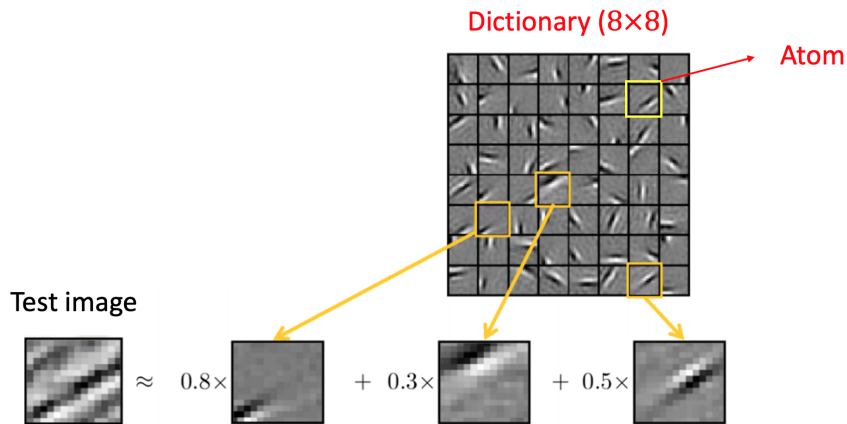 Dictionary (8×8)
Atom
Test image
≈ 0.8× + 0.3× + 0.5×